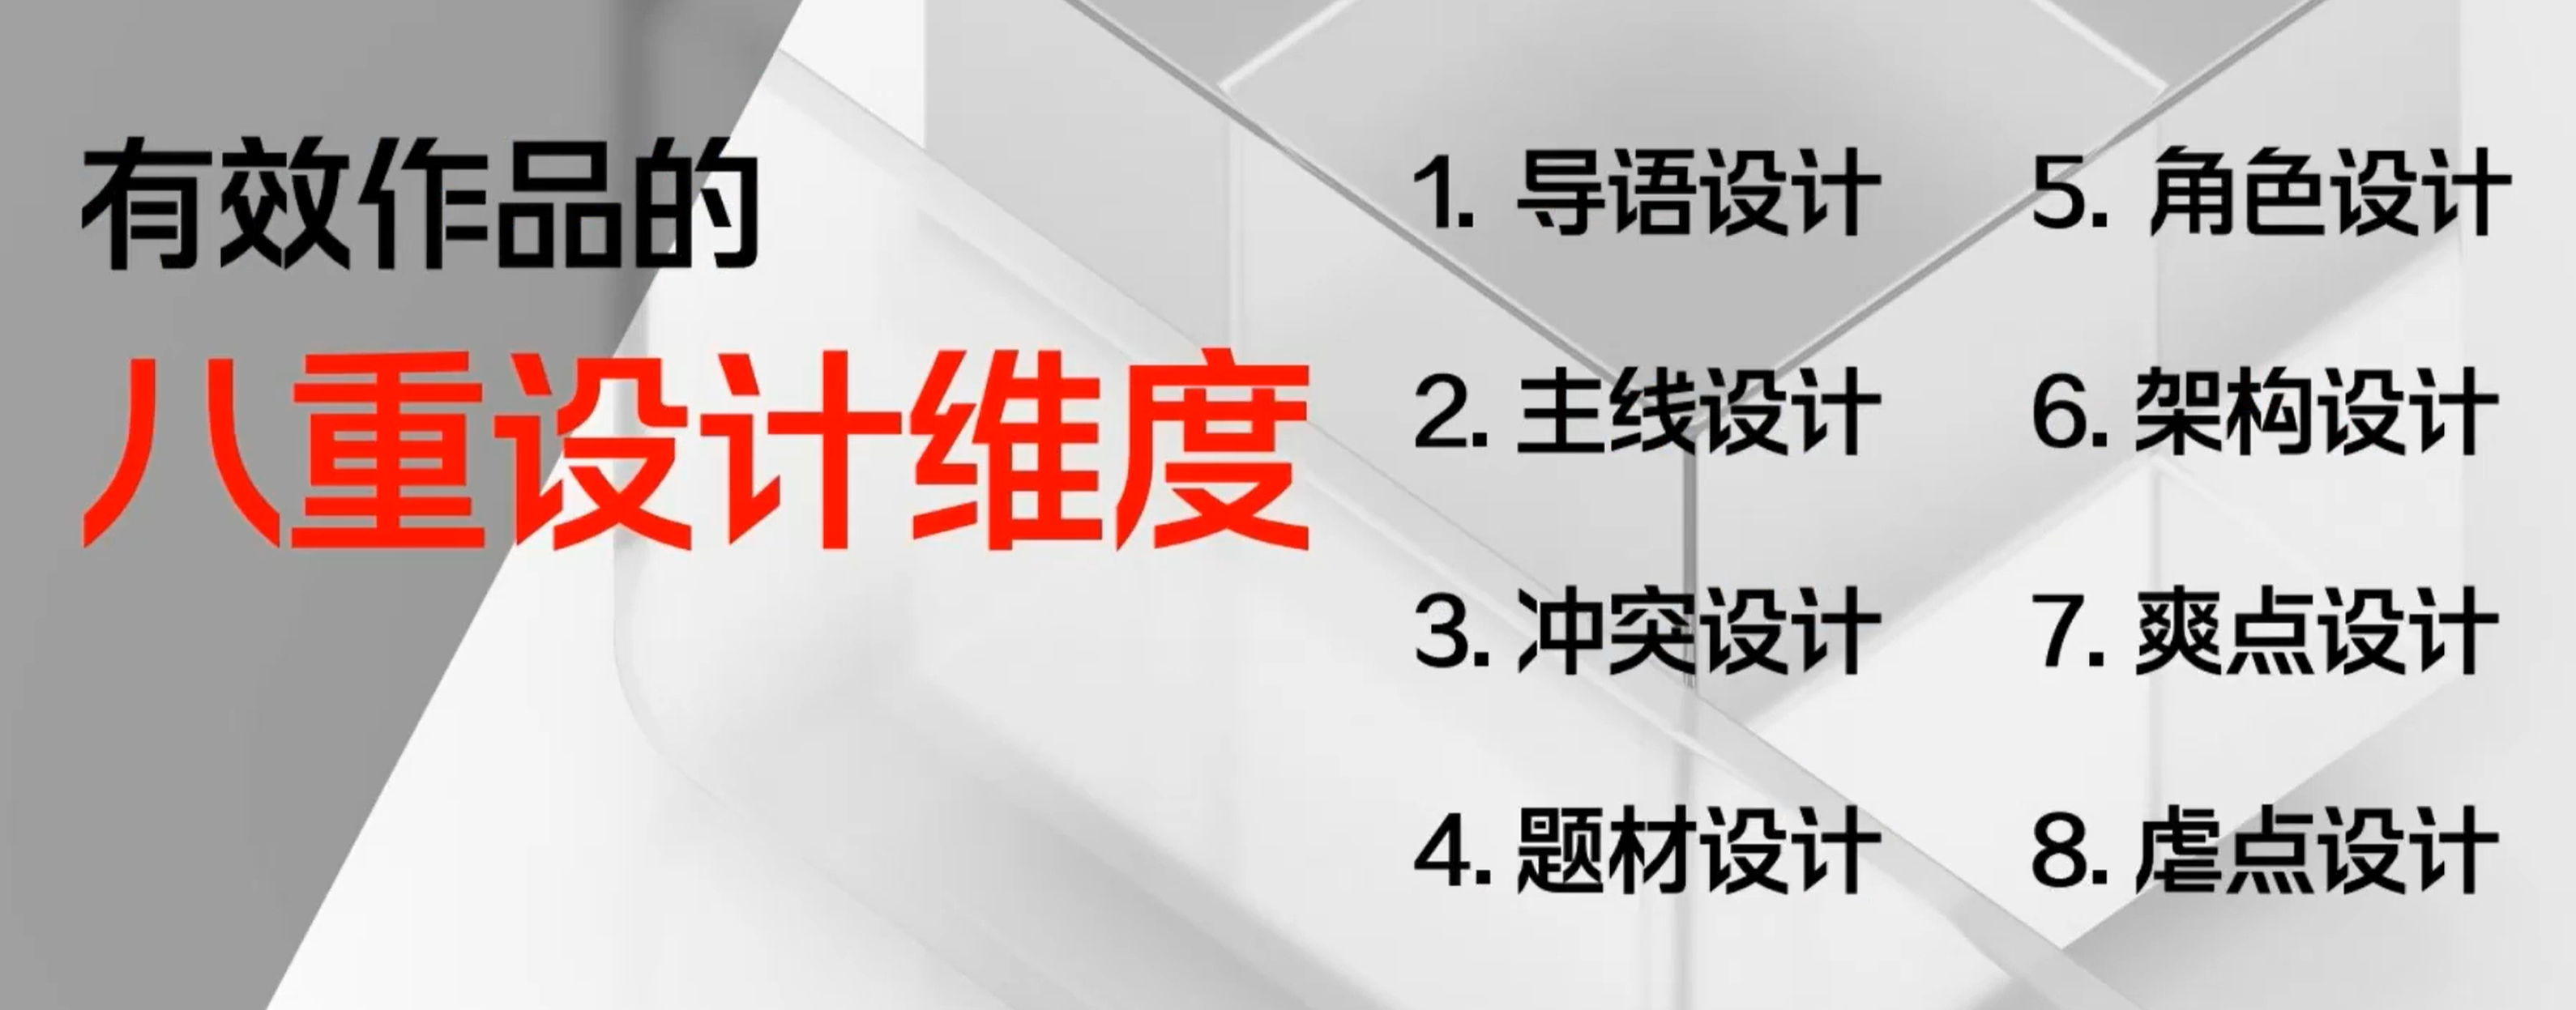 有效作品的
八重设计维度
1. 导语设计
2. 主线设计
3. 冲突设计
4. 题材设计
5. 角色设计
6. 架构设计
7. 爽点设计
8. 虐点设计